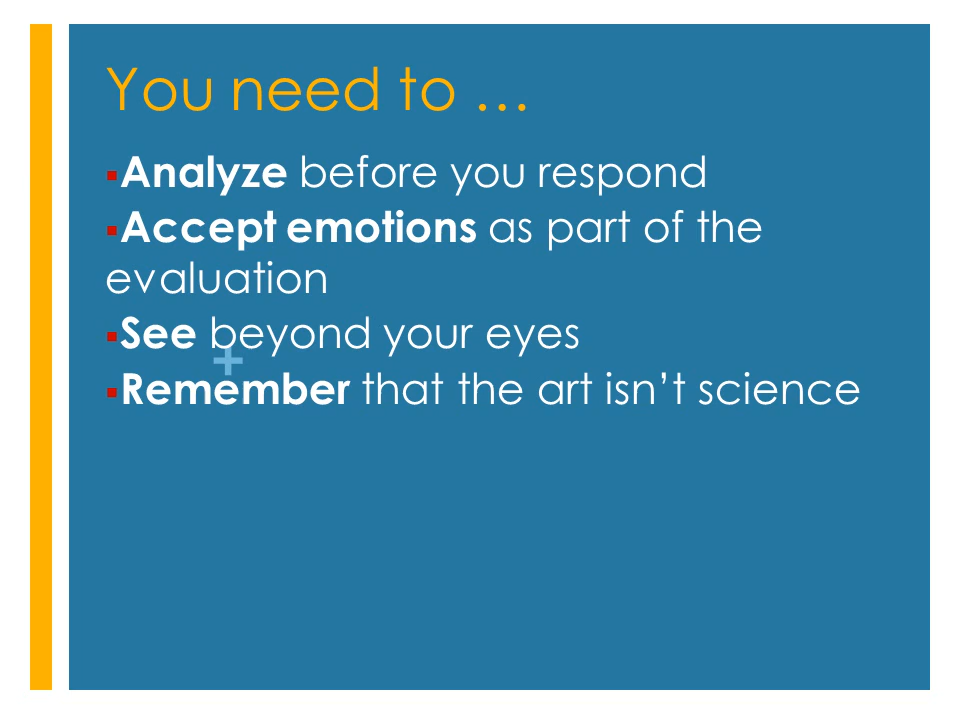 You need to …
▪Analyze before you respond
▪Accept emotions as part of the
evaluation
▪See beyond your eyes
+
▪Remember that the art isn’t science